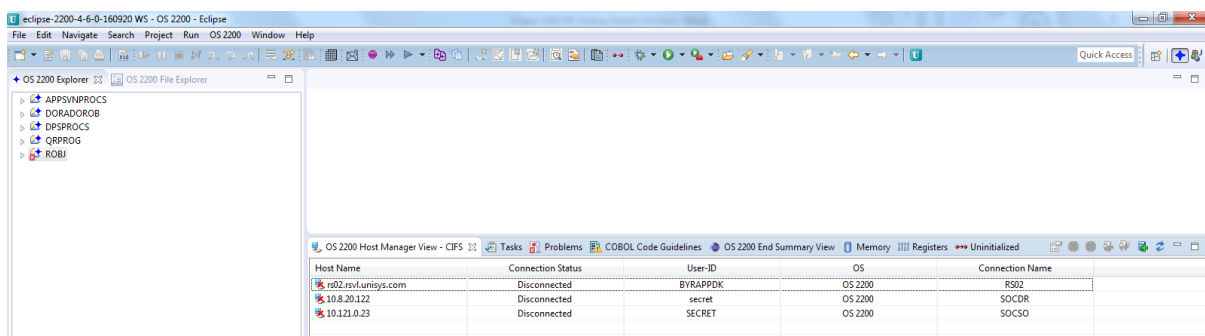 eclipse-2200-4-6-0-160920 WS - OS 2200 - Eclipse
File Edit Navigate Search Project Run OS 2200 Window Help
Quick Access
OS 2200 Explorer OS 2200 File Explorer
APPSVNPROCS
DORADOROB
DPSPROCS
QRPROG
ROBJ
OS 2200 Host Manager View - CIFS Tasks Problems COBOL Code Guidelines OS 2200 End Summary View Memory Registers Uninitialized
Host Name Connection Status User-ID OS Connection Name
rs02.rsvl.unisys.com Disconnected BYRAPPDK OS 2200 RS02
10.8.20.122 Disconnected secret OS 2200 SOCDR
10.121.0.23 Disconnected SECRET OS 2200 SOCSO